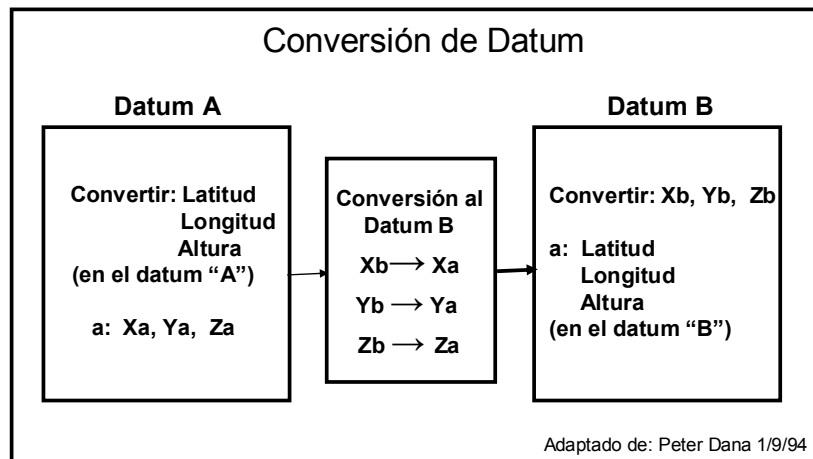 Conversión de Datum
Datum A
Convertir: Latitud
Longitud
Altura
(en el datum “A”)
a: Xa, Ya, Za
Conversión al
Datum B
Xb → Xa
Yb → Ya
Zb → Za
Datum B
Convertir: Xb, Yb, Zb
a: Latitud
Longitud
Altura
(en el datum “B”)
Adaptado de: Peter Dana 1/9/94